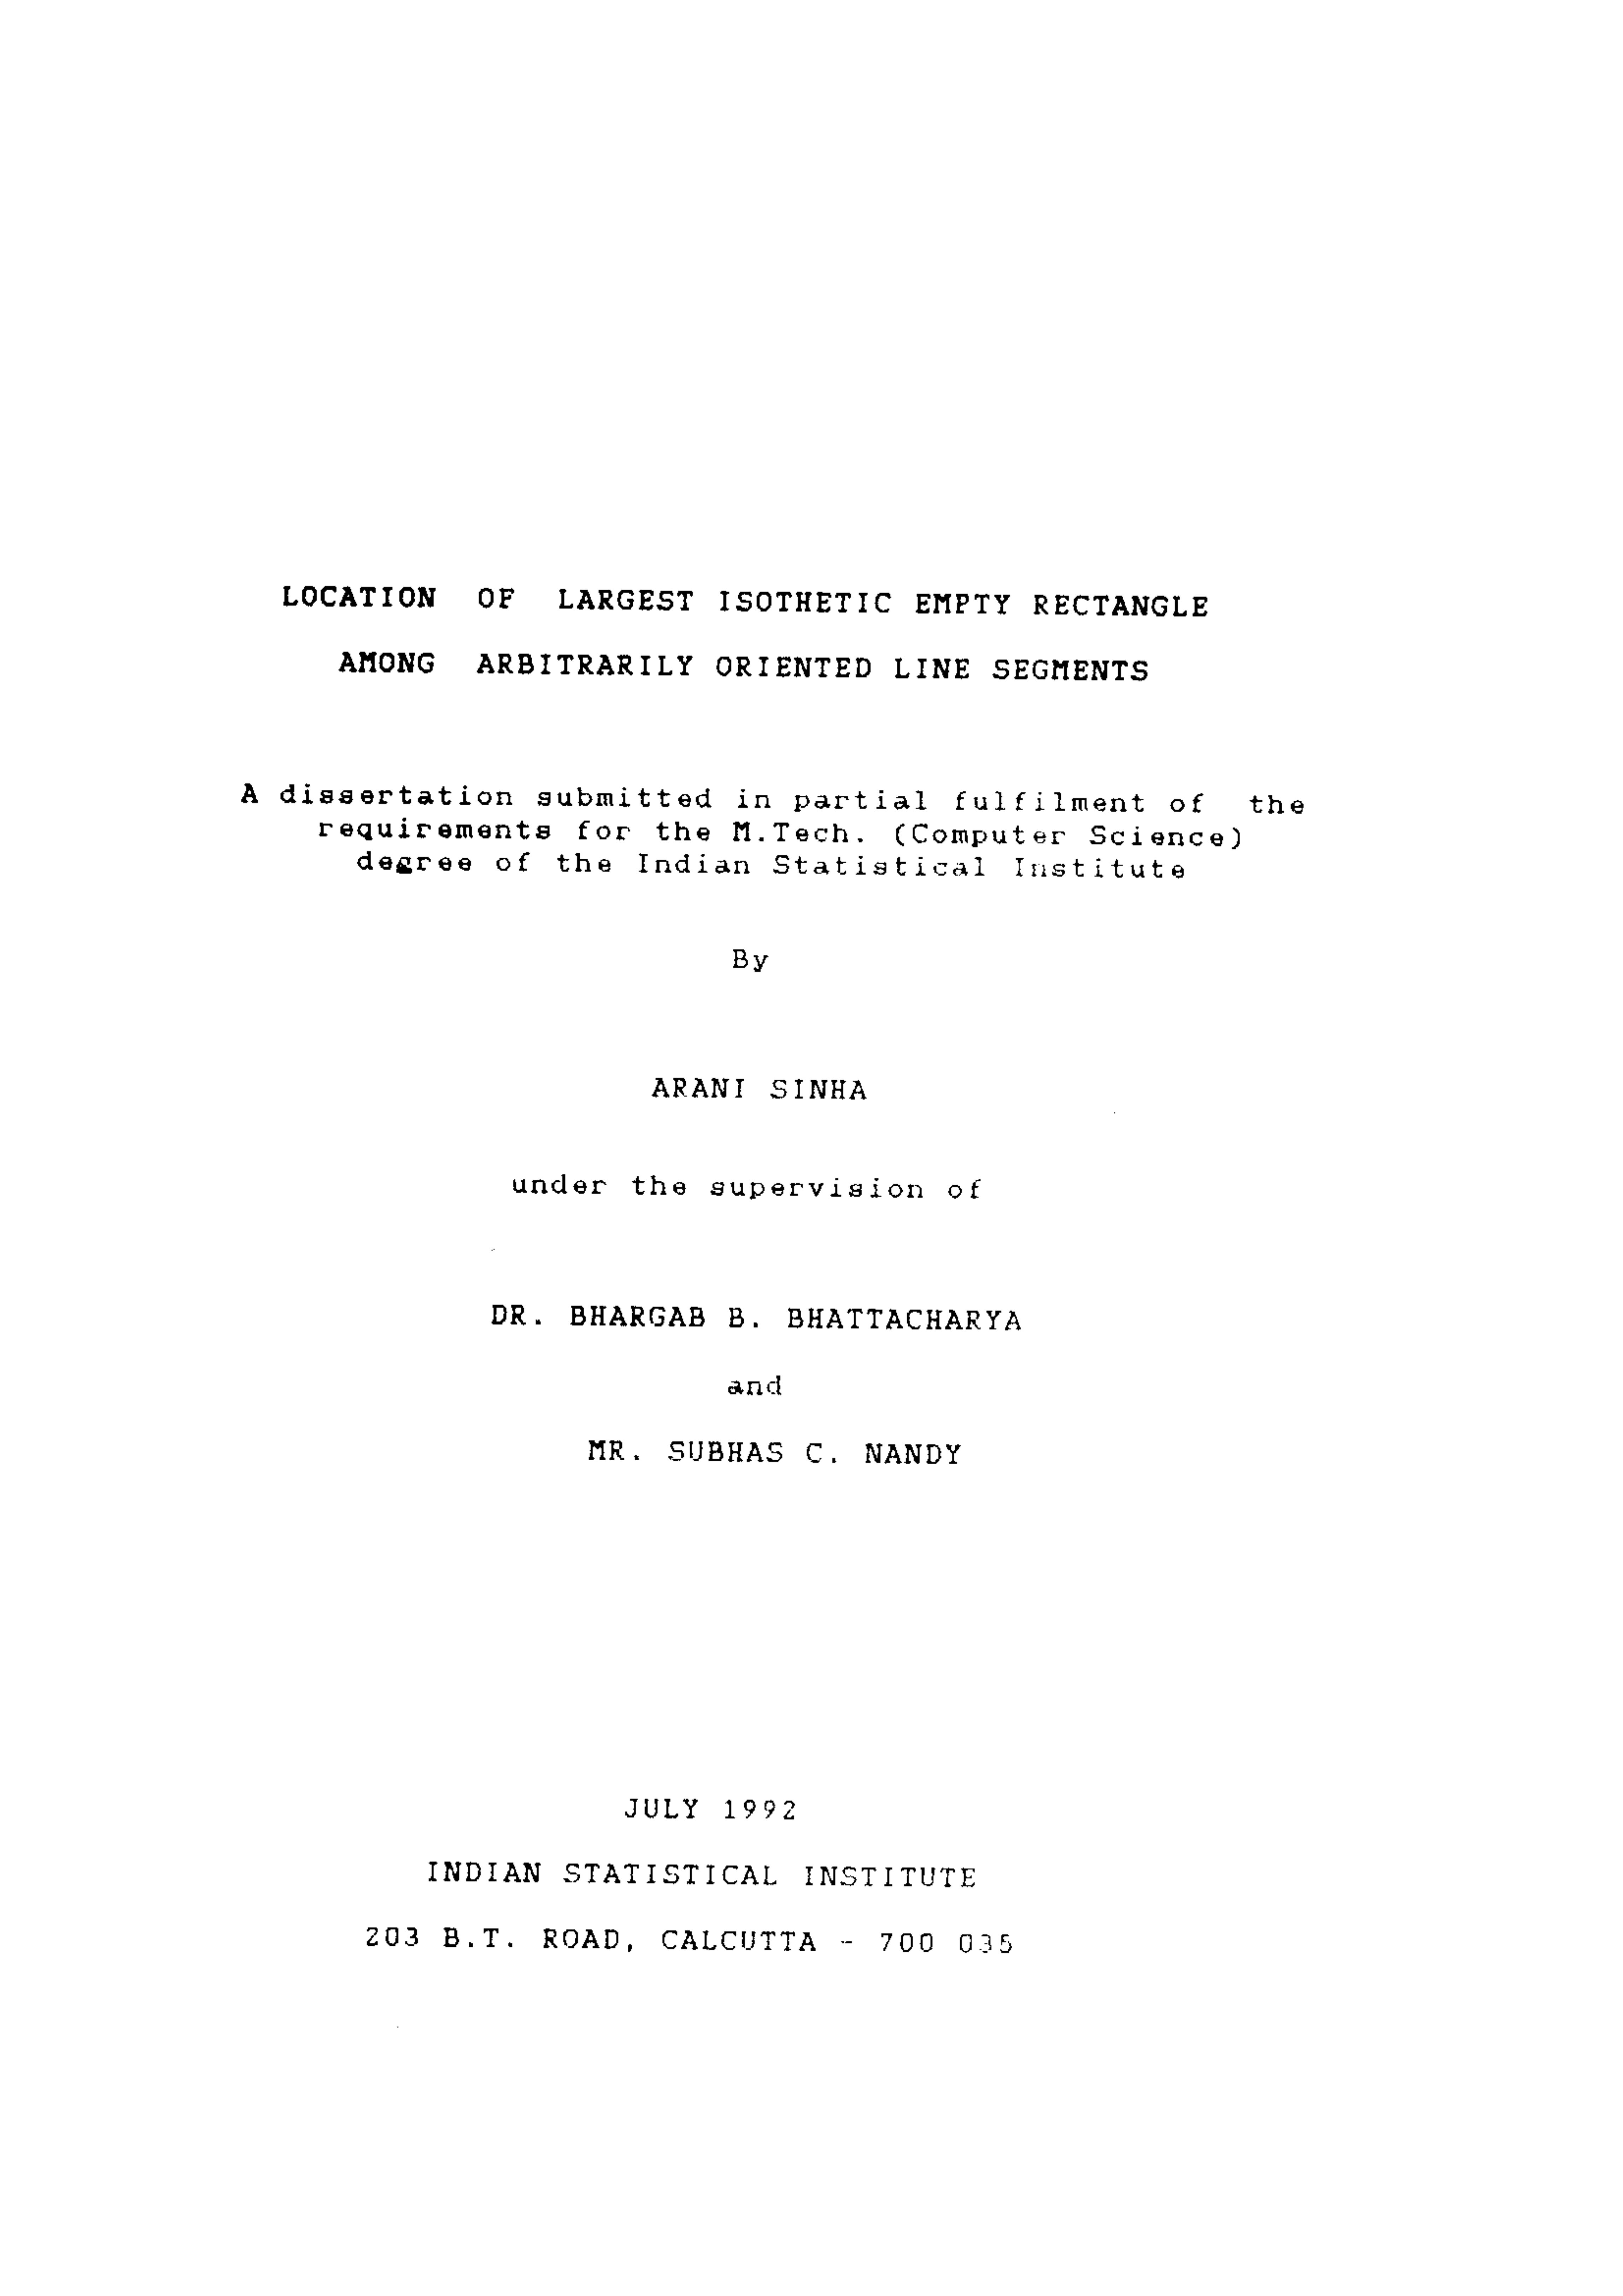 LOCATION OF LARGEST ISOTHETIC EMPTY RECTANGLE
AMONG ARBITRARILY ORIENTED LINE SEGMENTS
A dissertation submitted in partial fulfilment of the
requirements for the M.Tech. (Computer Science)
degree of the Indian Statistical Institute
By
ARANI SINHA
under the supervision of
DR. BHARGAB B. BHATTACHARYA
and
MR. SUBHAS C. NANDY
JULY 1992
INDIAN STATISTICAL INSTITUTE
203 B.T. ROAD, CALCUTTA - 700 035